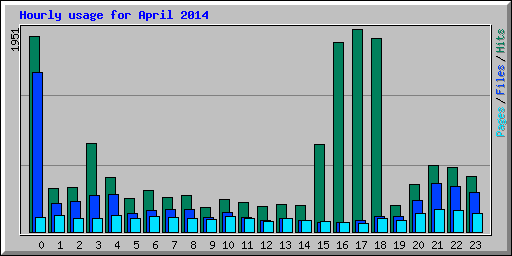 Hourly usage for April 2014
1951
Pages / Files / Hits
0 1 2 3 4 5 6 7 8 9 10 11 12 13 14 15 16 17 18 19 20 21 22 23